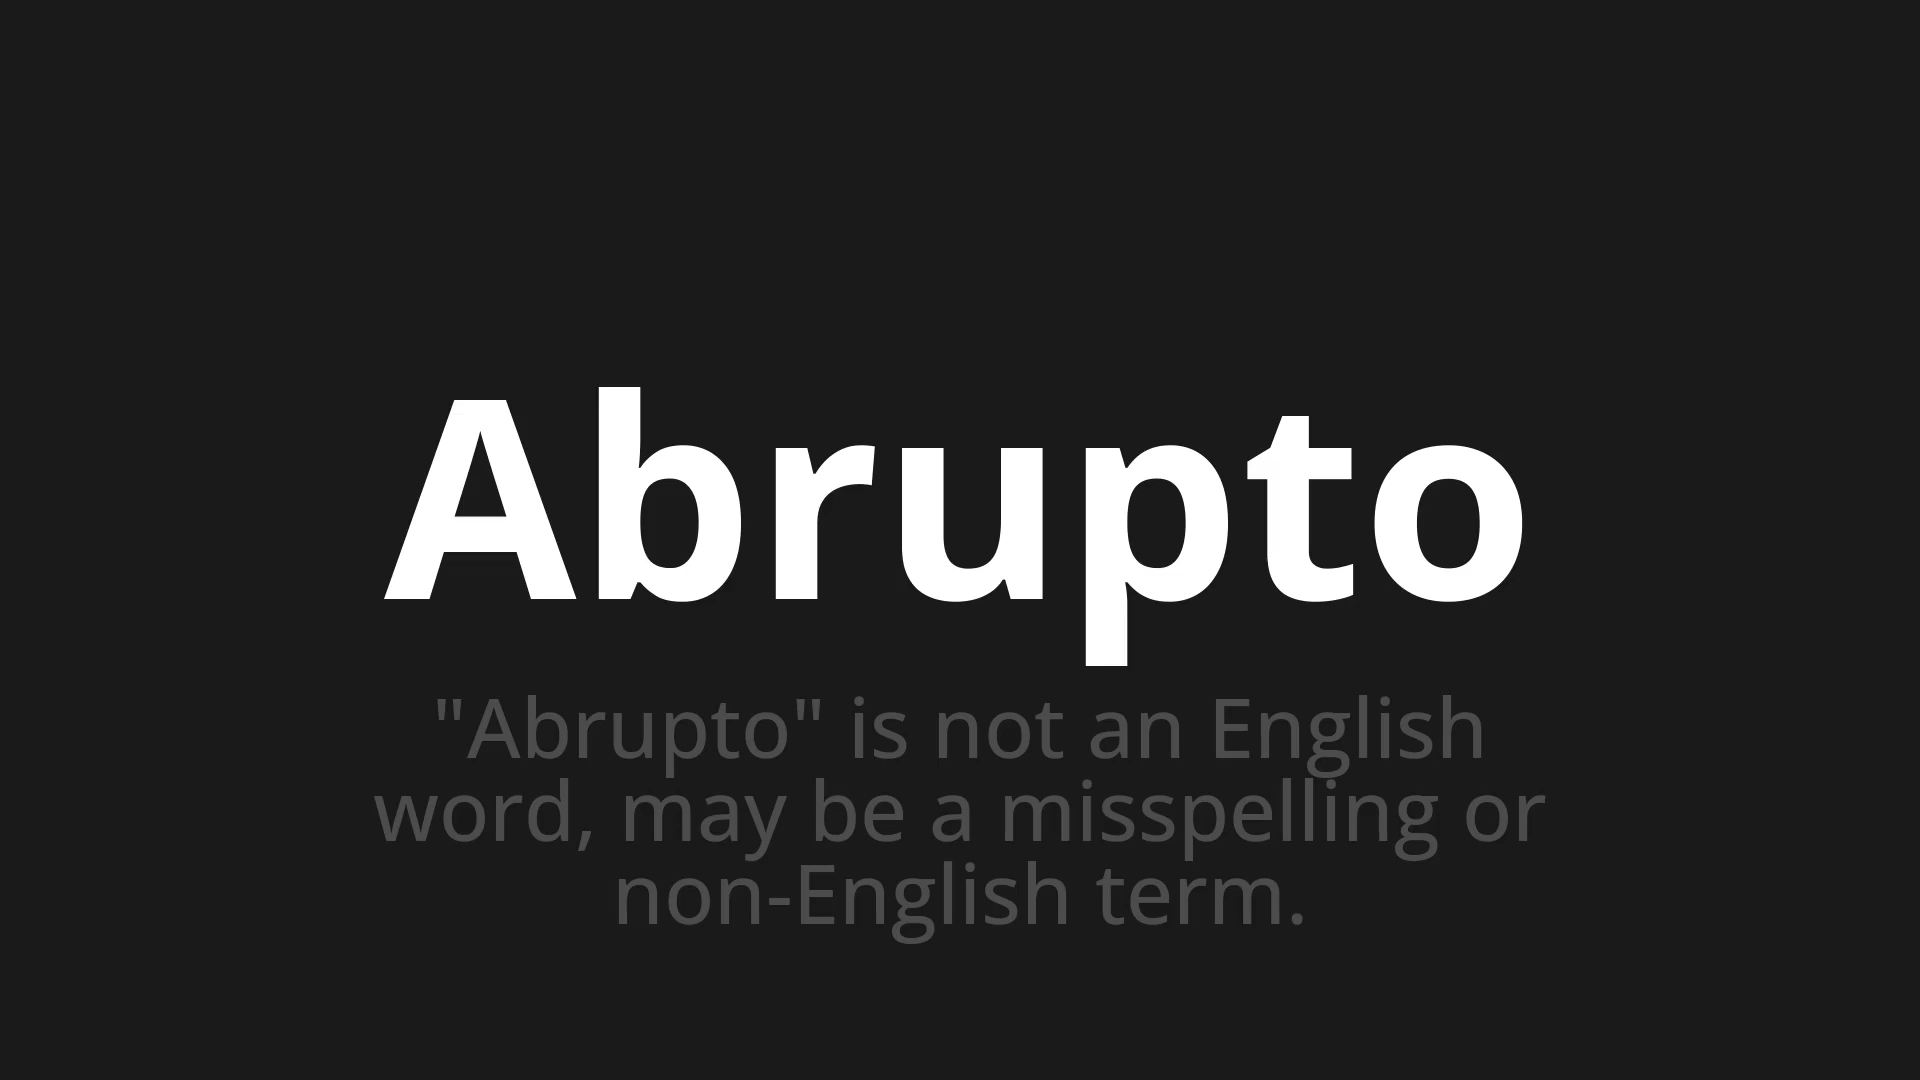 Abrupto
"Abrupto" is not an English
word, may be a misspelling or
non-English term.